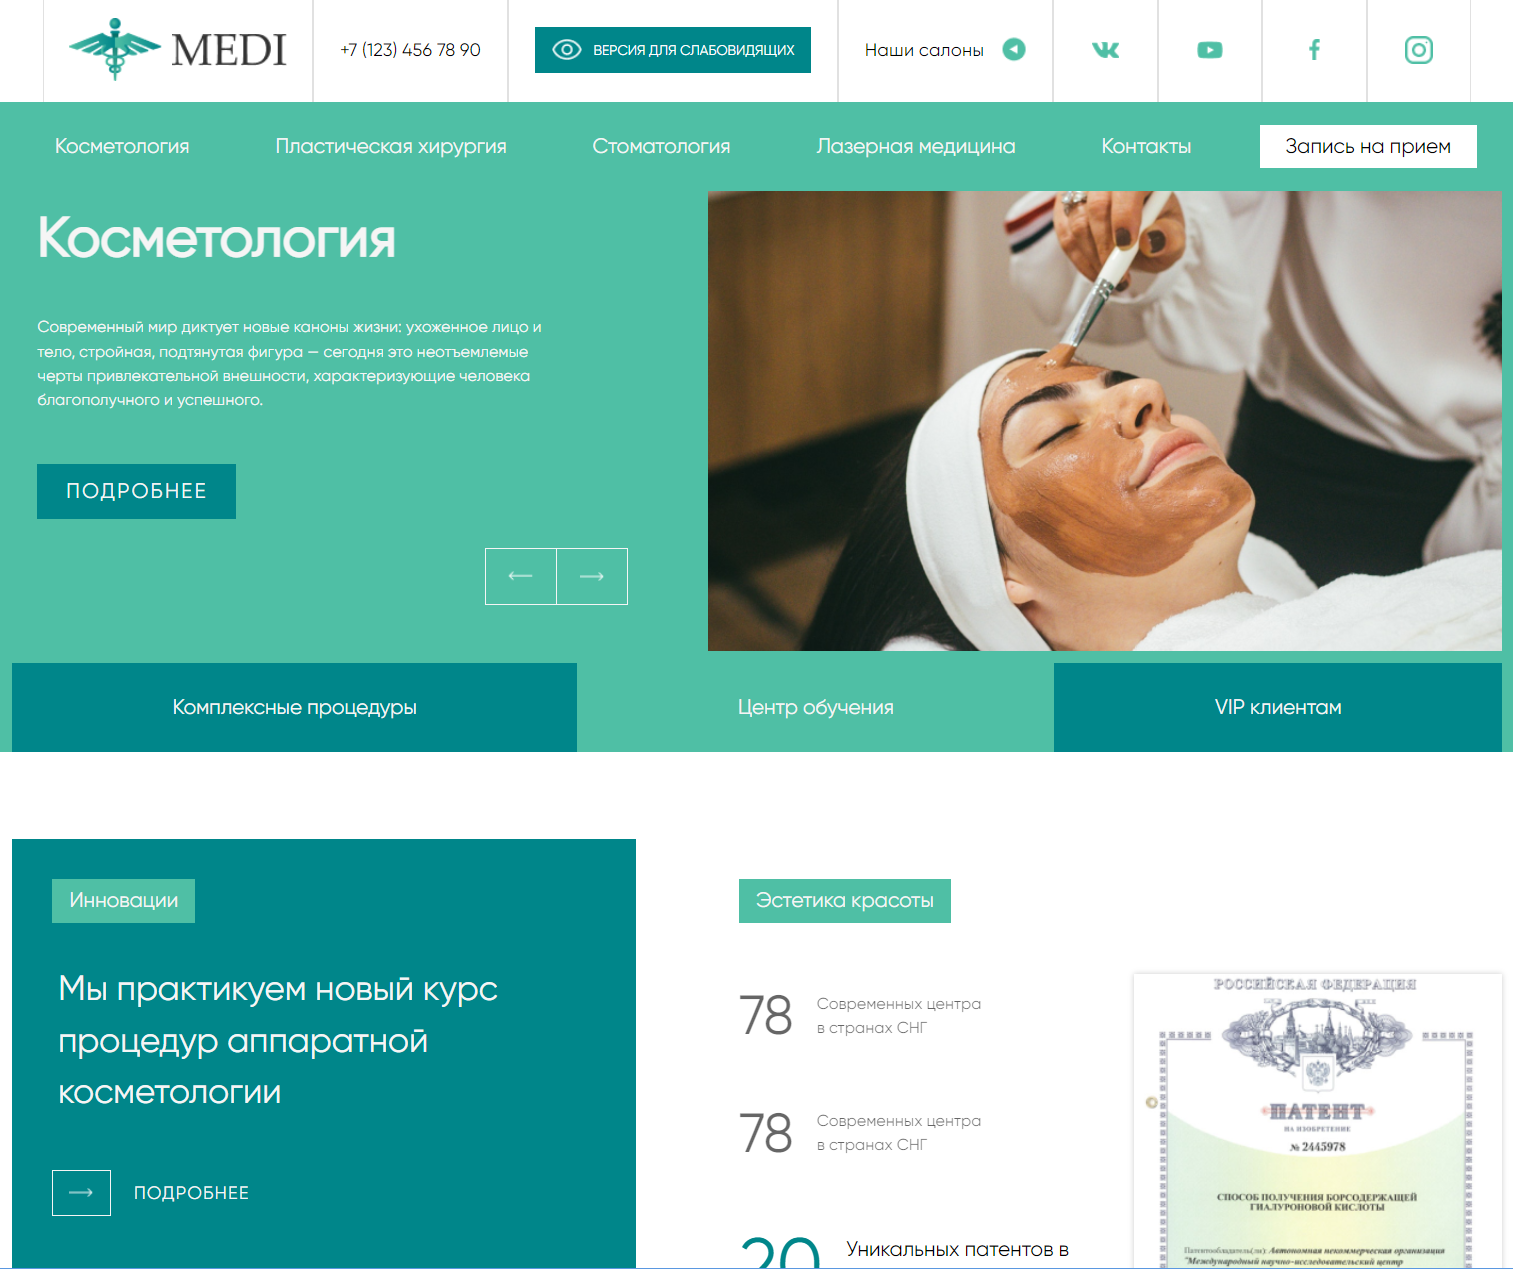 MEDI
+7 (123) 456 78 90
ВЕРСИЯ ДЛЯ СЛАБОВИДЯЩИХ
Наши салоны
Косметология
Пластическая хирургия
Стоматология
Лазерная медицина
Контакты
Запись на прием
Косметология
Современный мир диктует новые каноны жизни: ухоженное лицо и
тело, стройная, подтянутая фигура — сегодня это неотъемлемые
черты привлекательной внешности, характеризующие человека
благополучного и успешного.
ПОДРОБНЕЕ
Комплексные процедуры
Центр обучения
VIP клиентам
Инновации
Мы практикуем новый курс
процедур аппаратной
косметологии
ПОДРОБНЕЕ
Эстетика красоты
78
Современных центра
в странах СНГ
78
Современных центра
в странах СНГ
20
Уникальных патентов в
РОССИЙСКАЯ ФЕДЕРАЦИЯ
ПАТЕНТ
НА ИЗОБРЕТЕНИЕ
№ 2445978
СПОСОБ ПОЛУЧЕНИЯ БОРСОДЕРЖАЩЕЙ
ГИАЛУРОНОВОЙ КИСЛОТЫ
Патентообладатель(ли): Автономная некоммерческая организация
"Международный научно-исследовательский центр